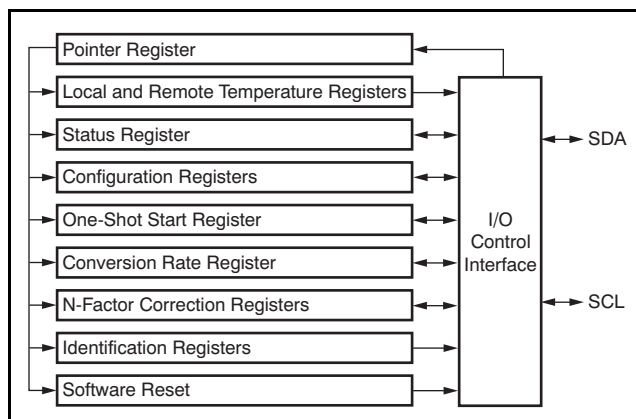 Pointer Register
Local and Remote Temperature Registers
Status Register
Configuration Registers
One-Shot Start Register
Conversion Rate Register
N-Factor Correction Registers
Identification Registers
Software Reset
I/O
Control
Interface
SDA
SCL